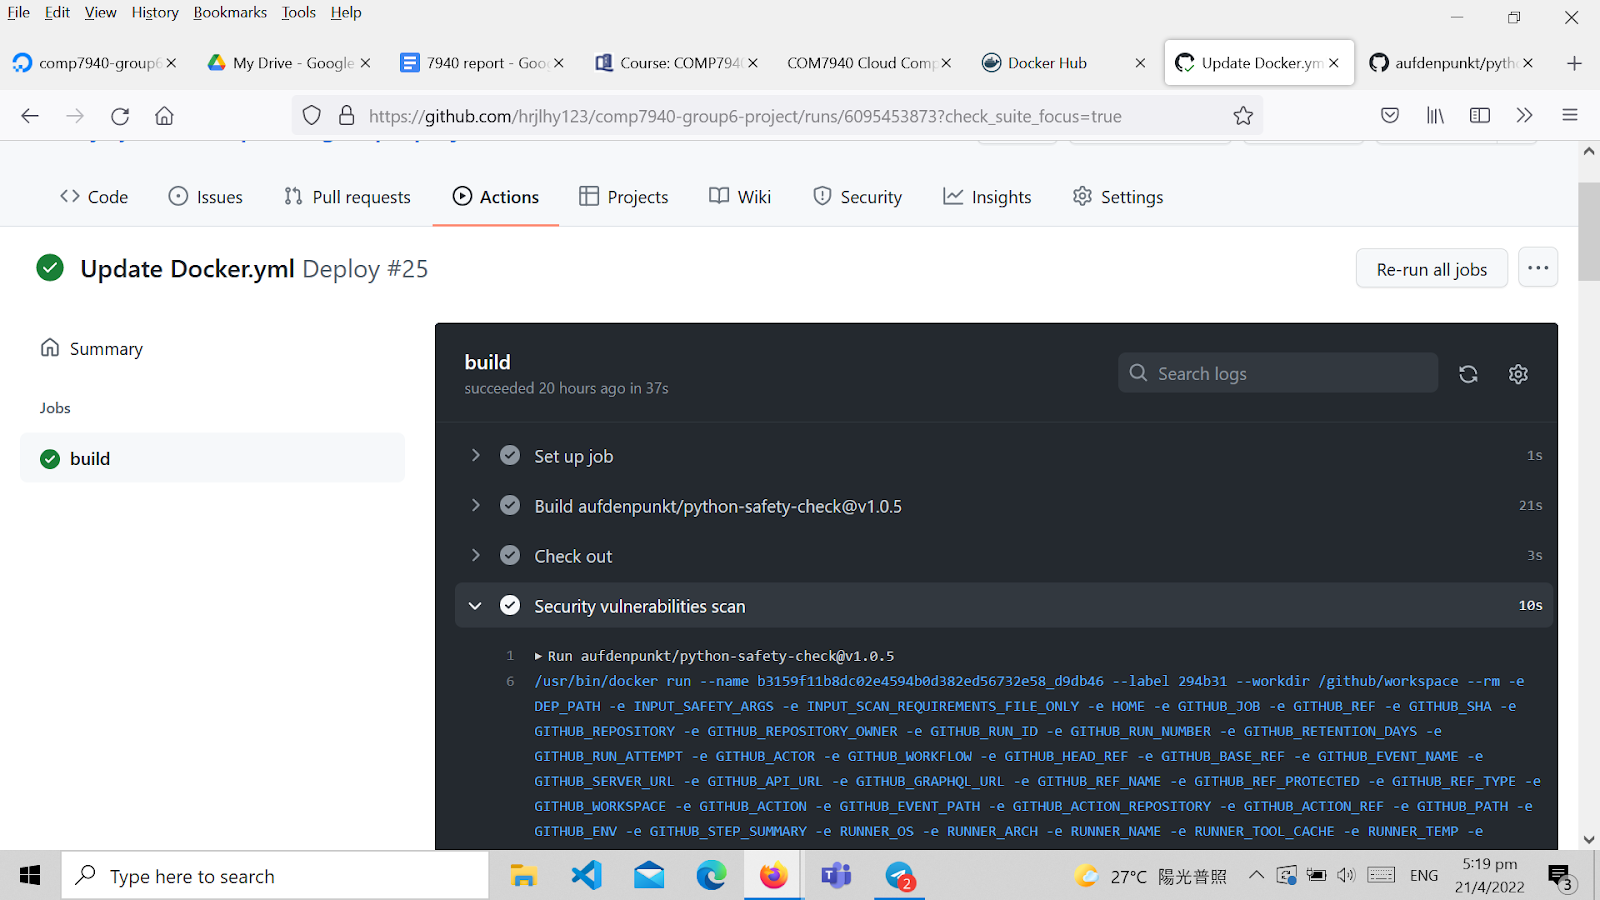 File Edit View History Bookmarks Tools Help
comp7940-group6 My Drive - Google 7940 report - Goo Course: COMP794 COM7940 Cloud Comp Docker Hub Update Docker.ym aufdenpunkt/pyth
https://github.com/hrjlhy123/comp7940-group6-project/runs/6095453873?check_suite_focus=true
Code Issues Pull requests Actions Projects Wiki Security Insights Settings
Update Docker.yml Deploy #25
Re-run all jobs
Summary
Jobs
build
build
succeeded 20 hours ago in 37s
Search logs
Set up job 1s
Build aufdenpunkt/python-safety-check@v1.0.5 21s
Check out 3s
Security vulnerabilities scan 10s
1 Run aufdenpunkt/python-safety-check@v1.0.5
6 /usr/bin/docker run --name b3159f11b8dc02e4594b0d382ed56732e58_d9db46 --label 294b31 --workdir /github/workspace --rm -e
DEP_PATH -e INPUT_SAFETY_ARGS -e INPUT_SCAN_REQUIREMENTS_FILE_ONLY -e HOME -e GITHUB_JOB -e GITHUB_REF -e GITHUB_SHA -e
GITHUB_REPOSITORY -e GITHUB_REPOSITORY_OWNER -e GITHUB_RUN_ID -e GITHUB_RUN_NUMBER -e GITHUB_RETENTION_DAYS -e
GITHUB_RUN_ATTEMPT -e GITHUB_ACTOR -e GITHUB_WORKFLOW -e GITHUB_HEAD_REF -e GITHUB_BASE_REF -e GITHUB_EVENT_NAME -e
GITHUB_SERVER_URL -e GITHUB_API_URL -e GITHUB_GRAPHQL_URL -e GITHUB_REF_NAME -e GITHUB_REF_PROTECTED -e GITHUB_REF_TYPE -e
GITHUB_WORKSPACE -e GITHUB_ACTION -e GITHUB_EVENT_PATH -e GITHUB_ACTION_REPOSITORY -e GITHUB_ACTION_REF -e GITHUB_PATH -e
GITHUB_ENV -e GITHUB_STEP_SUMMARY -e RUNNER_OS -e RUNNER_ARCH -e RUNNER_NAME -e RUNNER_TOOL_CACHE -e RUNNER_TEMP -e
Type here to search
2
27°C 陽光普照
ENG
5:19 pm
21/4/2022
3